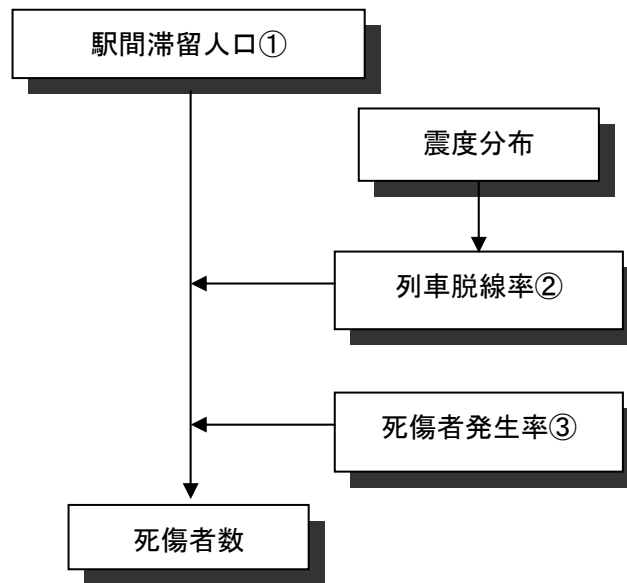 駅間滞留人口①
震度分布
列車脱線率②
死傷者発生率③
死傷者数